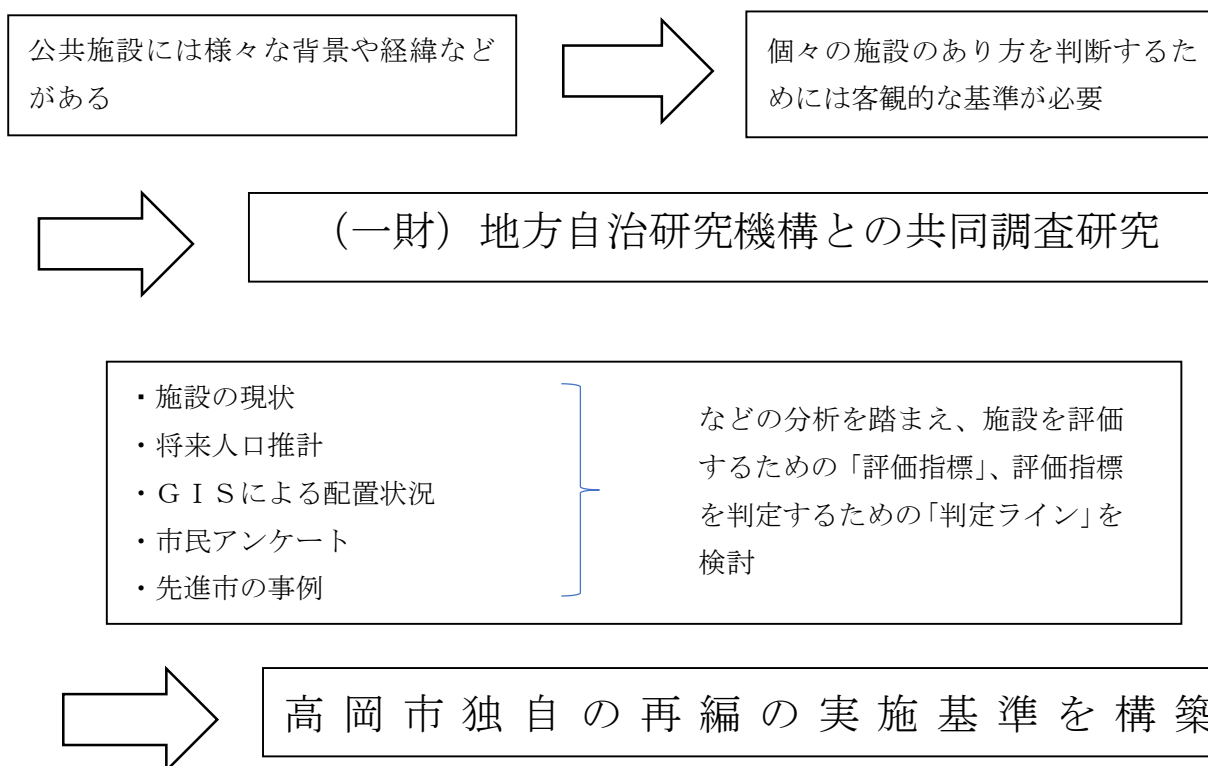 公共施設には様々な背景や経緯など
がある
個々の施設のあり方を判断するた
めには客観的な基準が必要
（一財）地方自治研究機構との共同調査研究
・施設の現状
・将来人口推計
・ＧＩＳによる配置状況
・市民アンケート
・先進市の事例
などの分析を踏まえ、施設を評価
するための「評価指標」、評価指標
を判定するための「判定ライン」を
検討
高岡市独自の再編の実施基準を構築